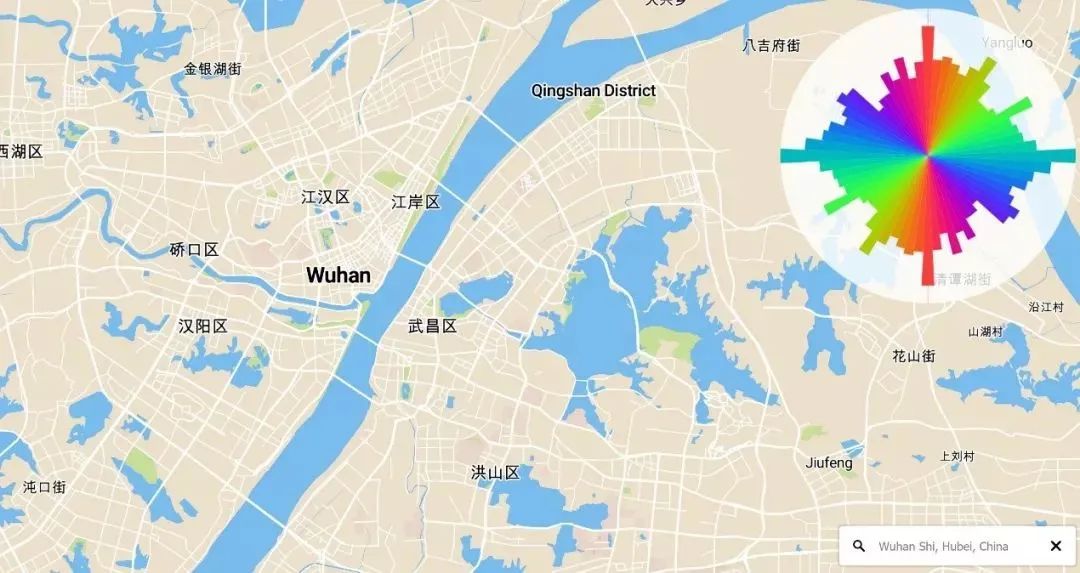 八吉府街
Yangluo
金银湖街
Qingshan District
西湖区
江汉区
江岸区
硚口区
Wuhan
清谭湖街
沿江村
汉阳区
武昌区
山湖村
花山街
Jiufeng
上刘村
洪山区
沌口街
Wuhan Shi, Hubei, China